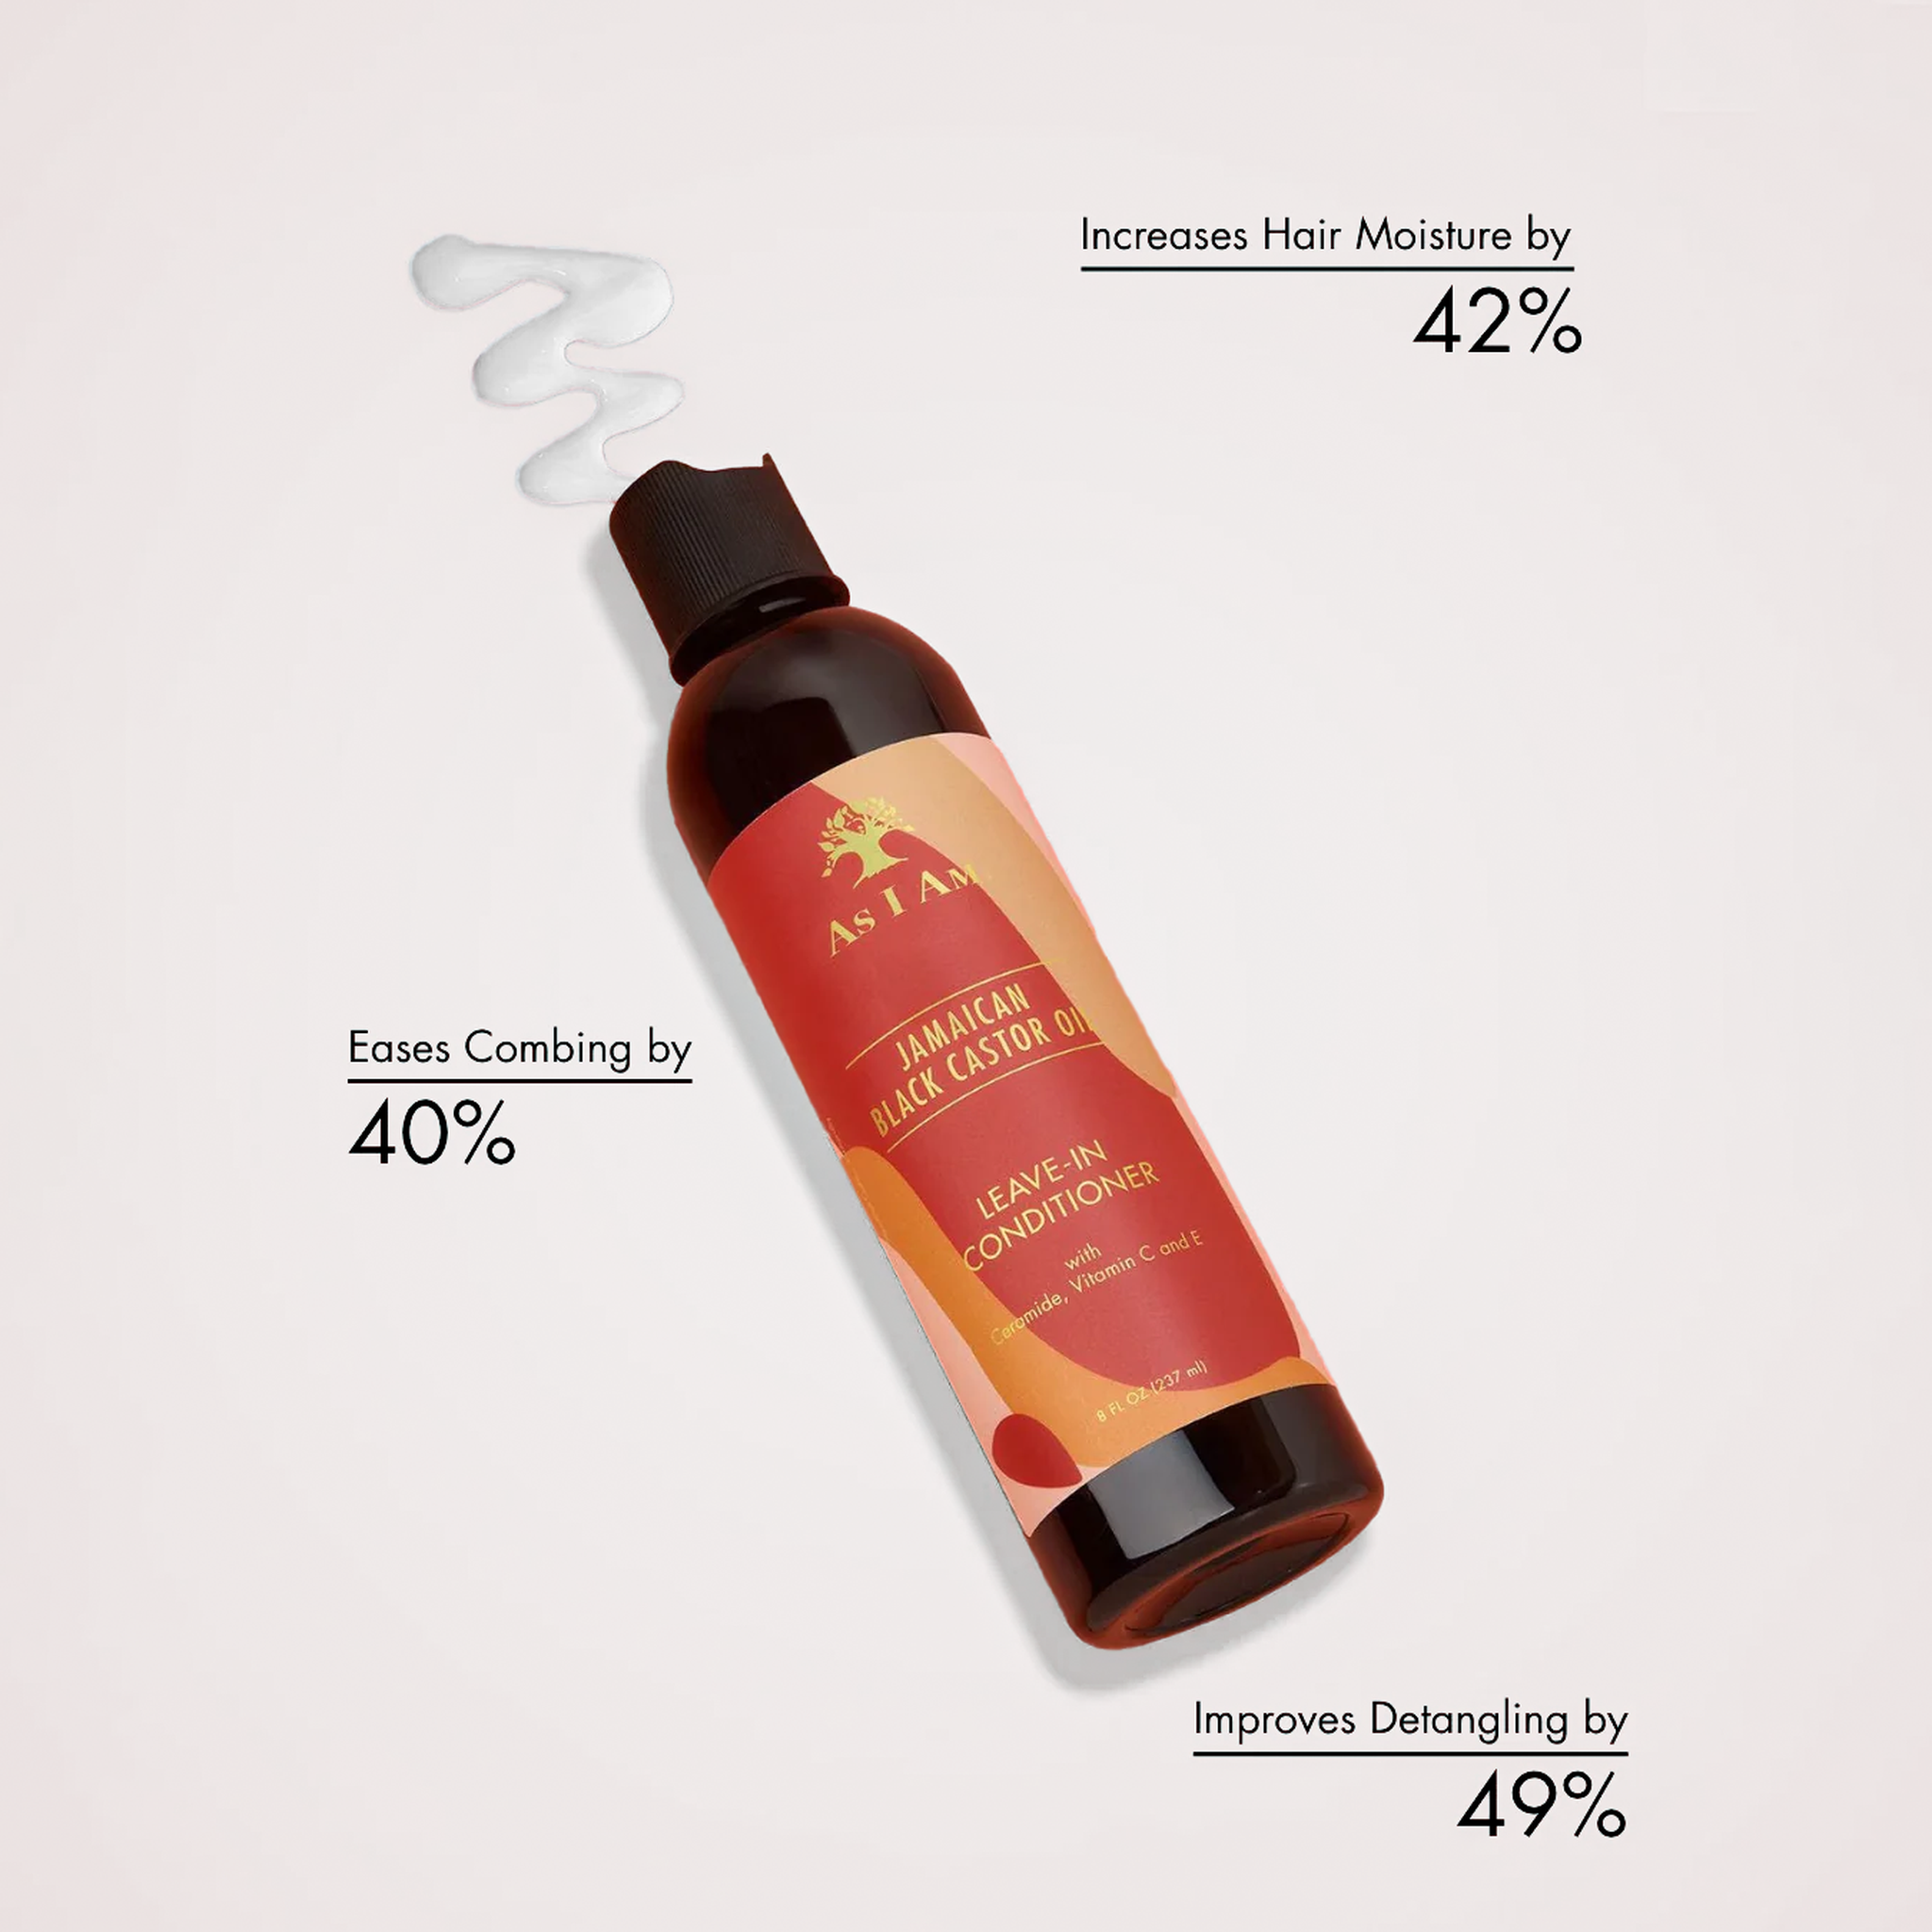 Increases Hair Moisture by
42%
AS I AM
JAMAICAN
BLACK CASTOR OIL
Eases Combing by
40%
LEAVE-IN
CONDITIONER
with
Ceramide, Vitamin C and E
8 FL OZ (237 ml)
Improves Detangling by
49%